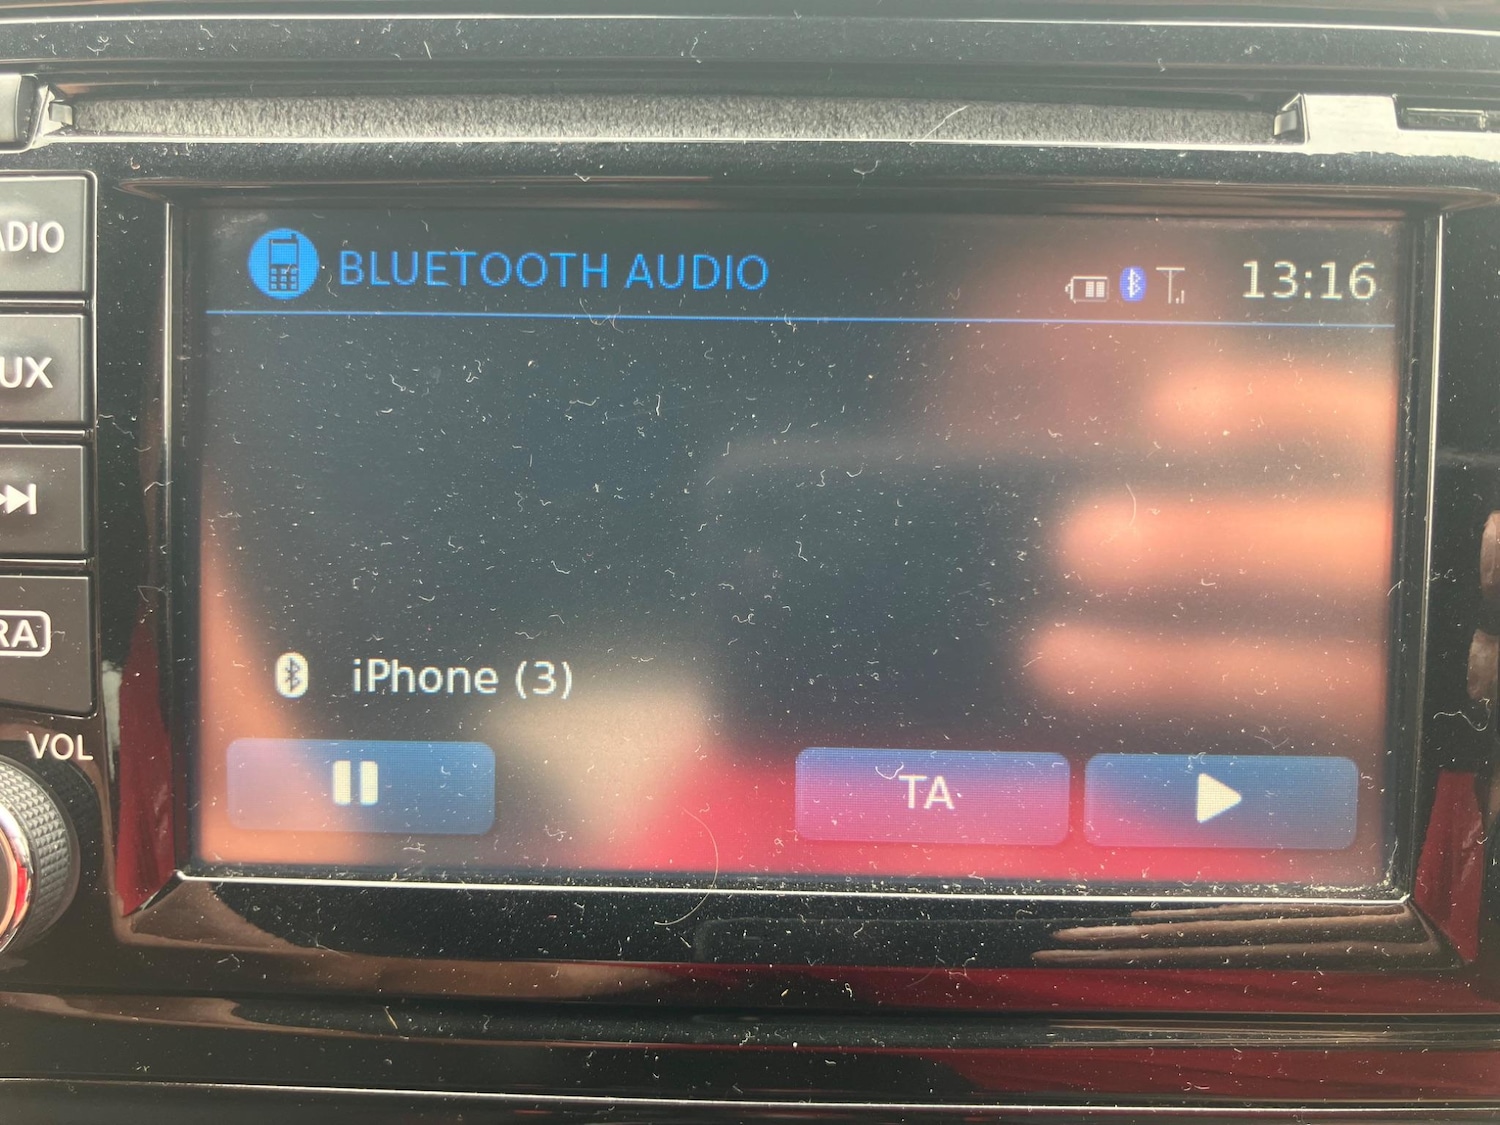 BLUETOOTH AUDIO
13:16
iPhone (3)
TA
VOL